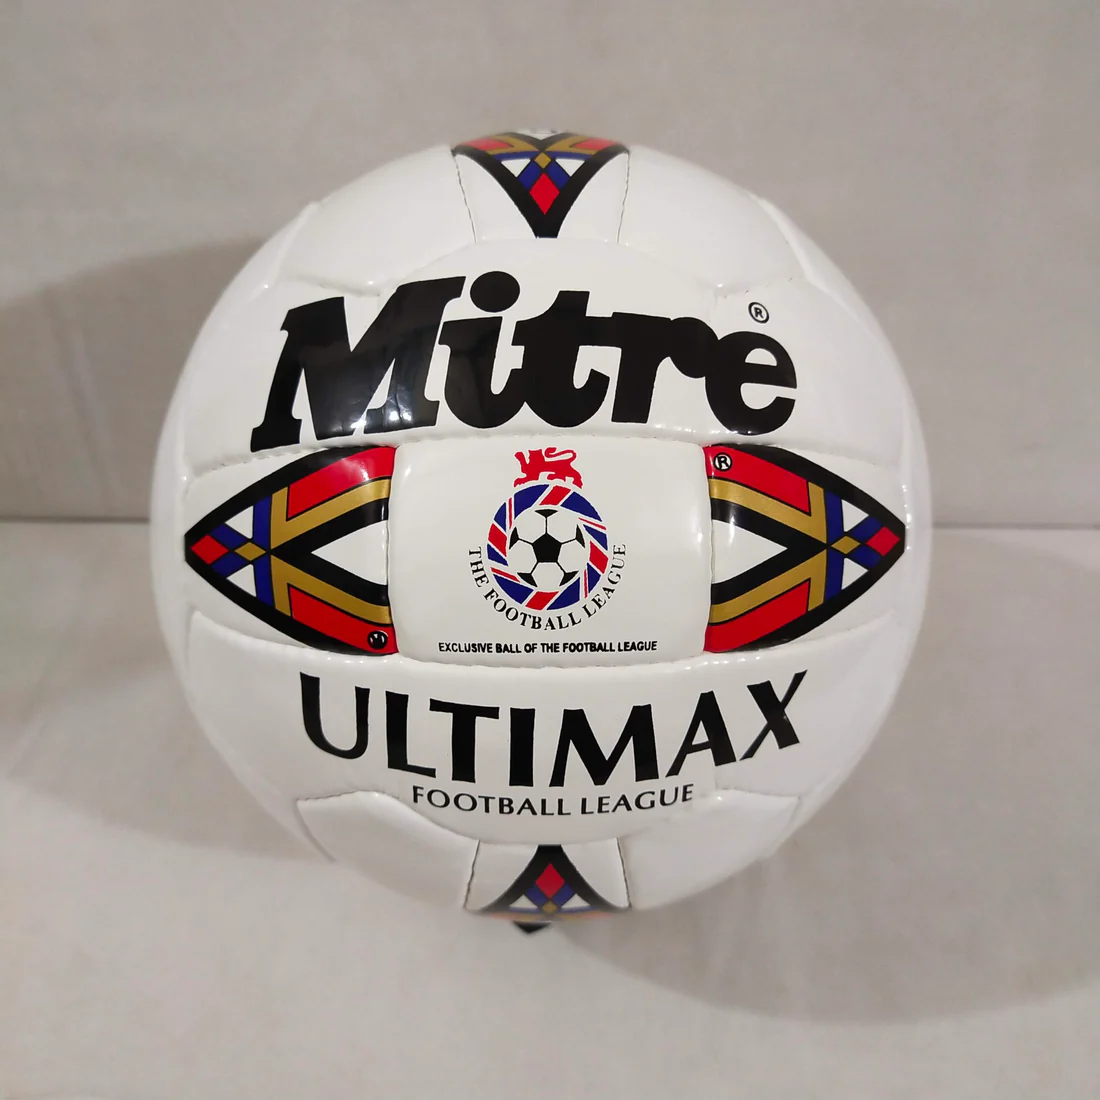 Mitre®
®
THE FOOTBALL LEAGUE
EXCLUSIVE BALL OF THE FOOTBALL LEAGUE
M
ULTIMAX
FOOTBALL LEAGUE